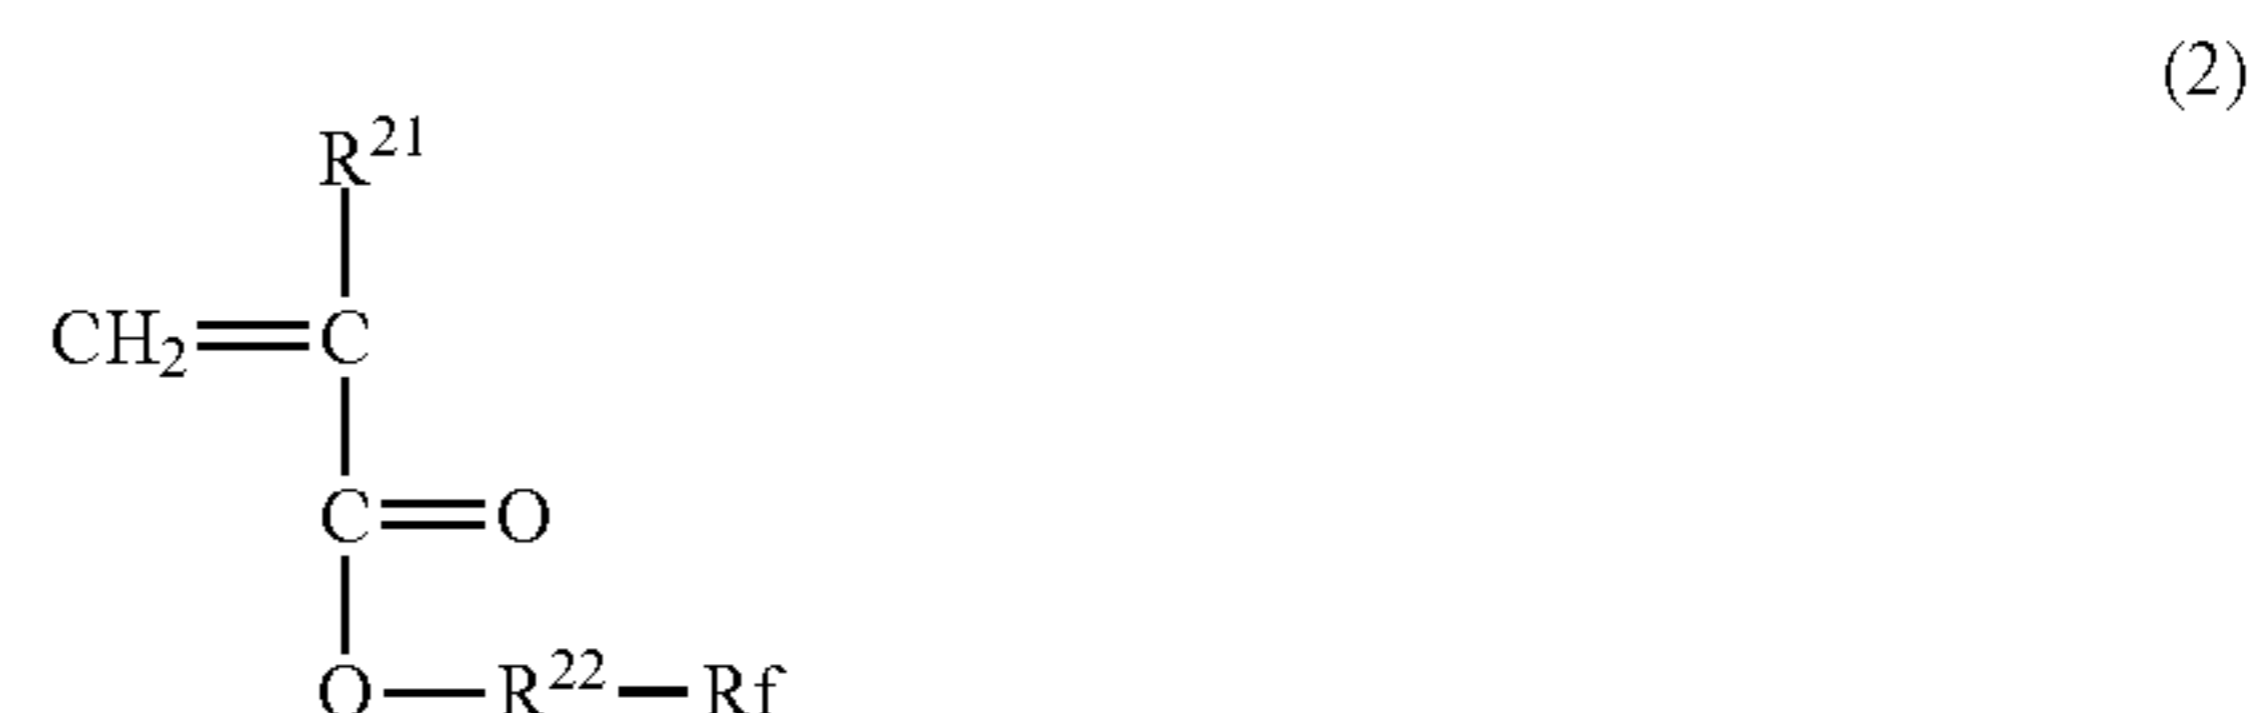 (2)
R²¹
CH₂=C
C=O
O—R²²—Rf